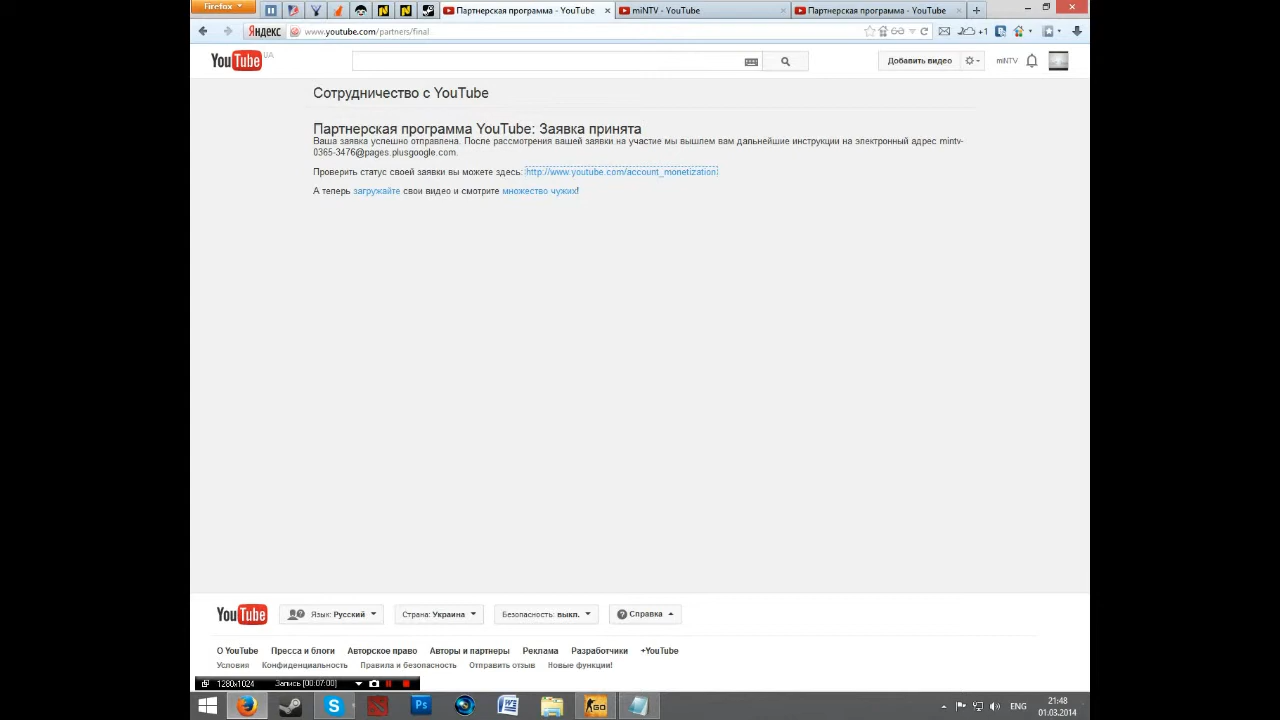 Firefox
Партнерская программа - YouTube
miNTV - YouTube
Партнерская программа - YouTube
Яндекс
www.youtube.com/partners/final
+1
YouTube UA
Добавить видео
miNTV
Сотрудничество с YouTube
Партнерская программа YouTube: Заявка принята
Ваша заявка успешно отправлена. После рассмотрения вашей заявки на участие мы вышлем вам дальнейшие инструкции на электронный адрес mintv-
0365-3476@pages.plusgoogle.com.
Проверить статус своей заявки вы можете здесь: http://www.youtube.com/account_monetization
А теперь загружайте свои видео и смотрите множество чужих!
YouTube
Язык: Русский
Страна: Украина
Безопасность: выкл.
Справка
О YouTube Пресса и блоги Авторское право Авторы и партнеры Реклама Разработчики +YouTube
Условия Конфиденциальность Правила и безопасность Отправить отзыв Новые функции!
1280x1024 Запись [00:07:00]
Ps
GO
ENG
21:48
01.03.2014